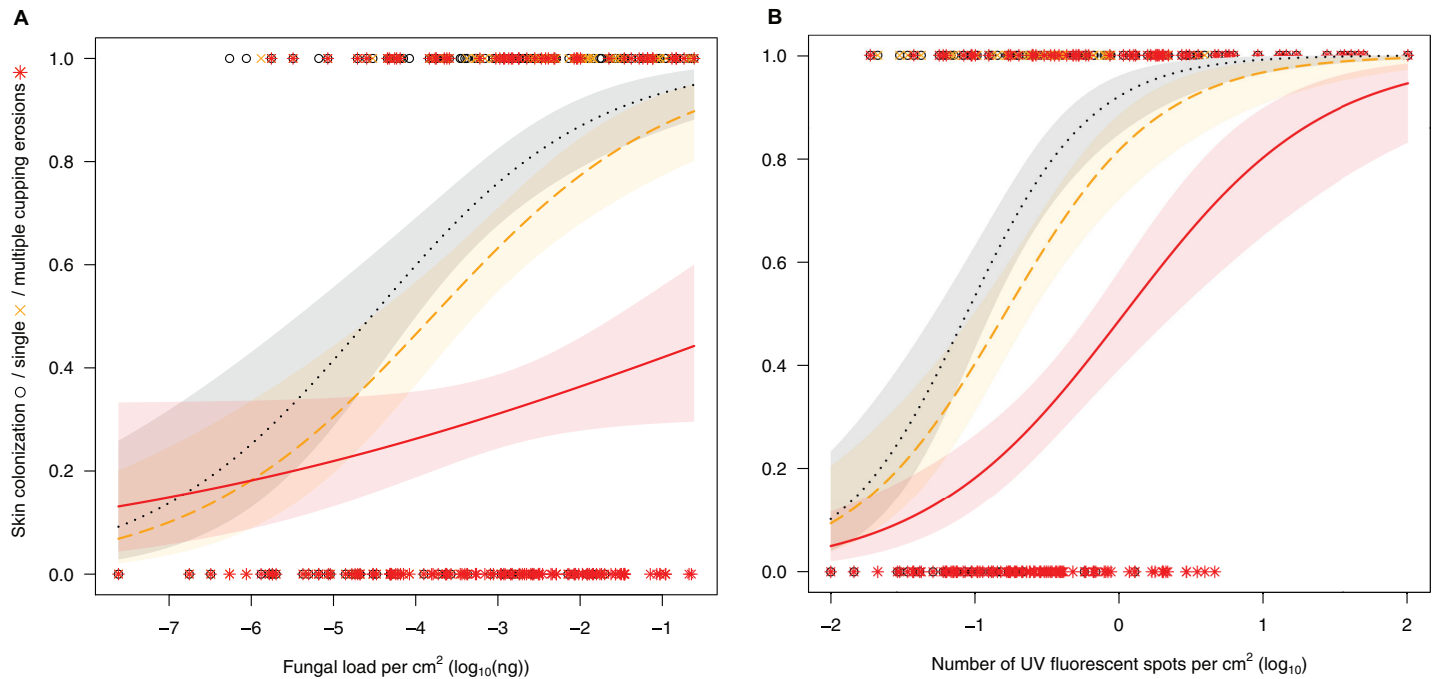 A
Skin colonization ○ / single × / multiple cupping erosions ✳
1.0
0.8
0.6
0.4
0.2
0.0
−7 −6 −5 −4 −3 −2 −1
Fungal load per cm² (log₁₀(ng))
B
1.0
0.8
0.6
0.4
0.2
0.0
−2 −1 0 1 2
Number of UV fluorescent spots per cm² (log₁₀)